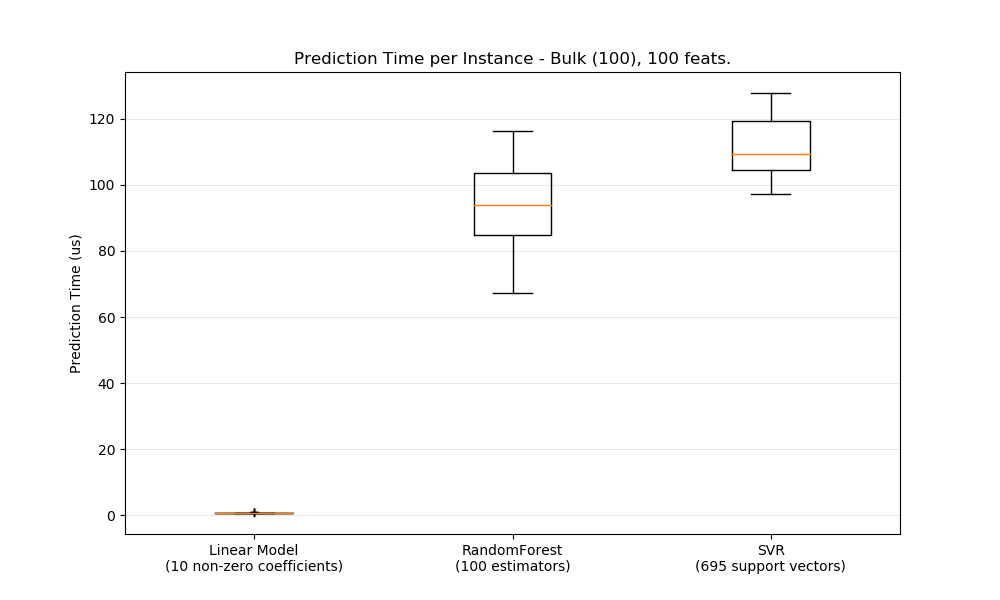 Prediction Time per Instance - Bulk (100), 100 feats.
Prediction Time (us)
120
100
80
60
40
20
0
Linear Model
(10 non-zero coefficients)
RandomForest
(100 estimators)
SVR
(695 support vectors)